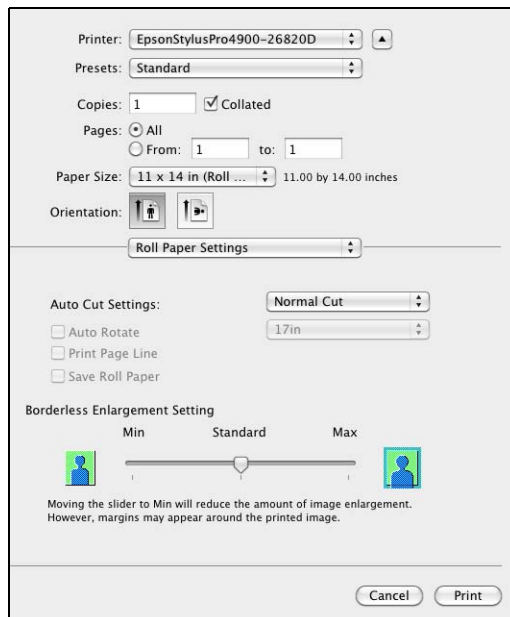 Printer: EpsonStylusPro4900-26820D
Presets: Standard
Copies: 1 Collated
Pages: All
From: 1 to: 1
Paper Size: 11 x 14 in (Roll ... 11.00 by 14.00 inches
Orientation:
Roll Paper Settings
Auto Cut Settings: Normal Cut
Auto Rotate 17in
Print Page Line
Save Roll Paper
Borderless Enlargement Setting
Min Standard Max
Moving the slider to Min will reduce the amount of image enlargement.
However, margins may appear around the printed image.
Cancel Print